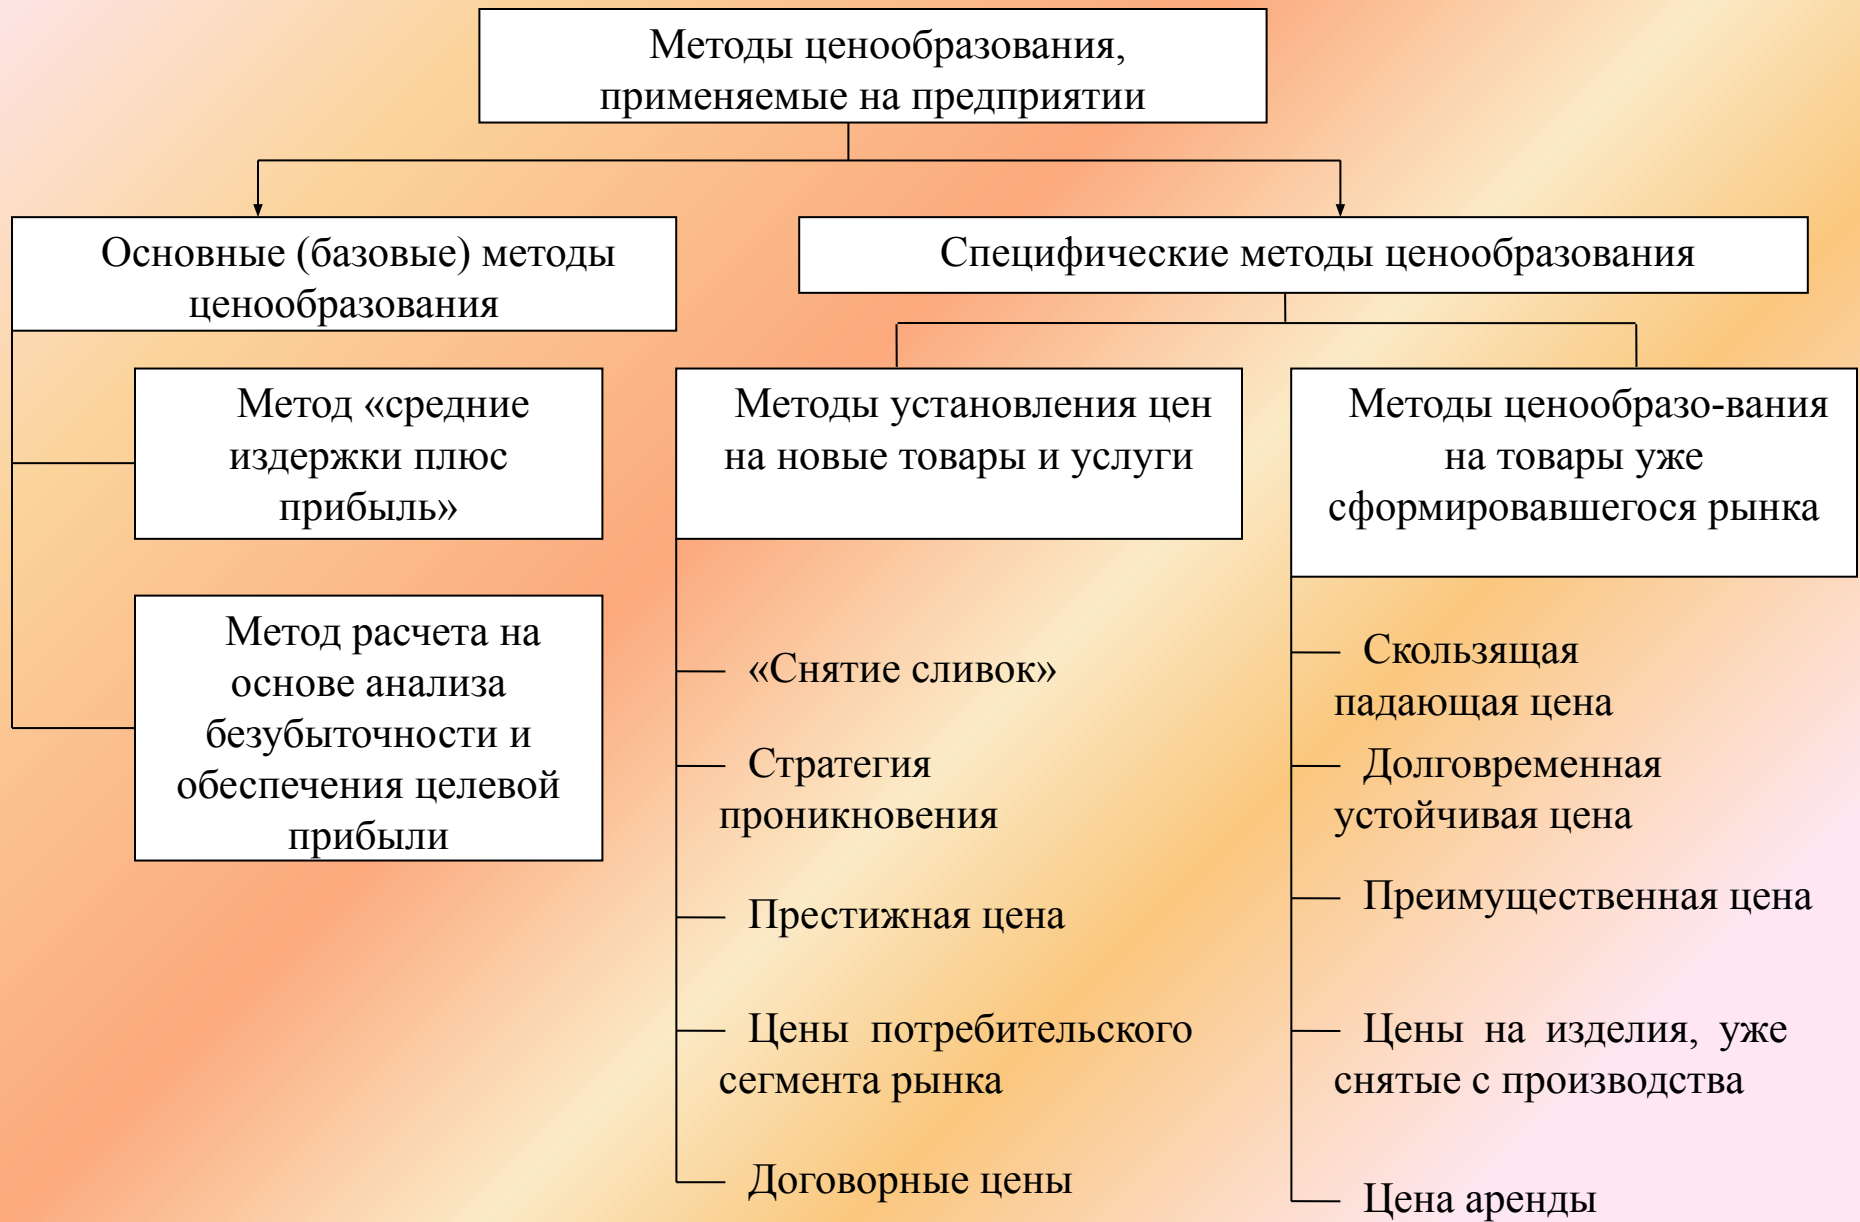 Методы ценообразования,
применяемые на предприятии
Основные (базовые) методы
ценообразования
Специфические методы ценообразования
Метод «средние
издержки плюс
прибыль»
Метод расчета на
основе анализа
безубыточности и
обеспечения целевой
прибыли
Методы установления цен
на новые товары и услуги
«Снятие сливок»
Стратегия
проникновения
Престижная цена
Цены потребительского
сегмента рынка
Договорные цены
Методы ценообразо-вания
на товары уже
сформировавшегося рынка
Скользящая
падающая цена
Долговременная
устойчивая цена
Преимущественная цена
Цены на изделия, уже
снятые с производства
Цена аренды